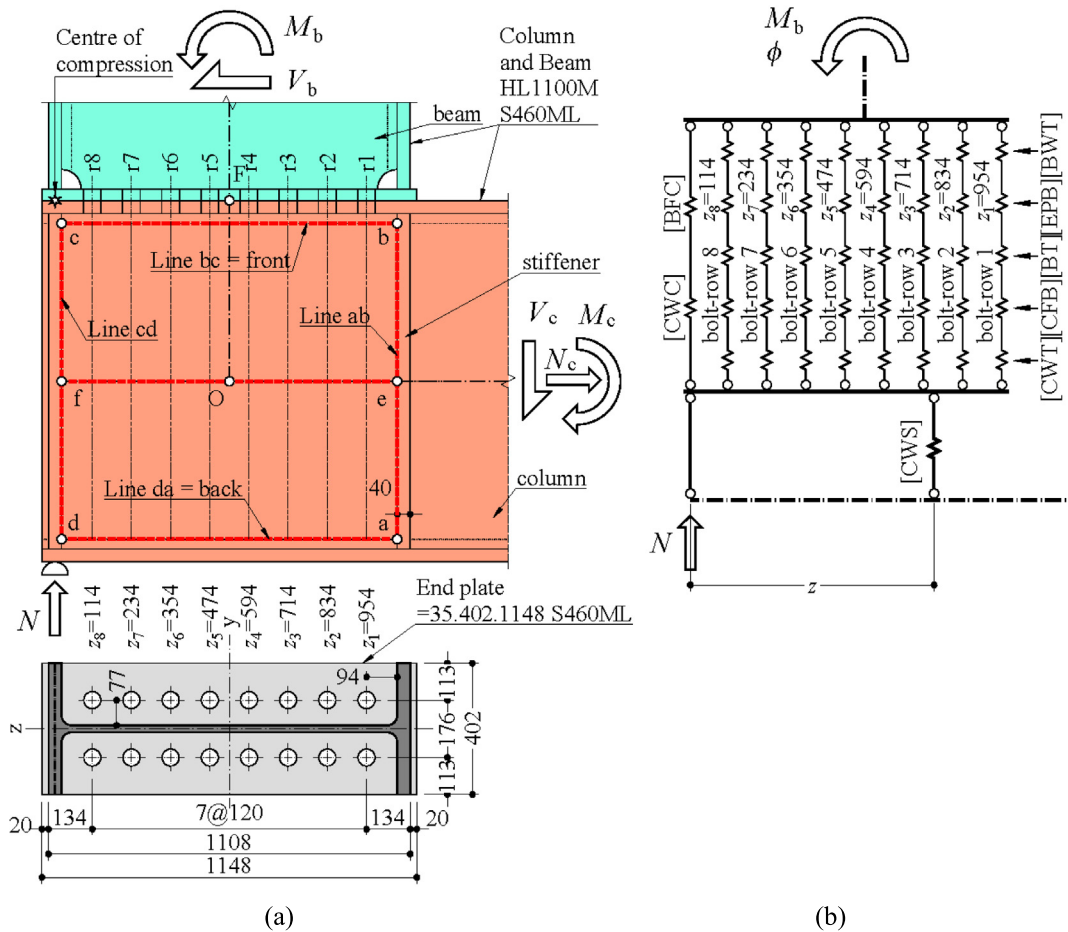 Centre of
compression
M_b
V_b
Column
and Beam
HL1100M
S460ML
beam
r8
r7
r6
r5
r4
r3
r2
r1
F
c
b
Line bc = front
stiffener
Line cd
Line ab
V_c
M_c
N_c
f
O
e
40
column
Line da = back
d
a
N
z_8=114
z_7=234
z_6=354
z_5=474
y
z_4=594
z_3=714
z_2=834
z_1=954
End plate
=35.402.1148 S460ML
77
94
113
176
113
402
z
20
134
7@120
134
20
1108
1148
(a)
M_b
ϕ
[BFC]
[CWC]
z_8=114
z_7=234
z_6=354
z_5=474
z_4=594
z_3=714
z_2=834
z_1=954
bolt-row 8
bolt-row 7
bolt-row 6
bolt-row 5
bolt-row 4
bolt-row 3
bolt-row 2
bolt-row 1
[CWT][CFB][BT][EPB][BWT]
[CWS]
N
z
(b)